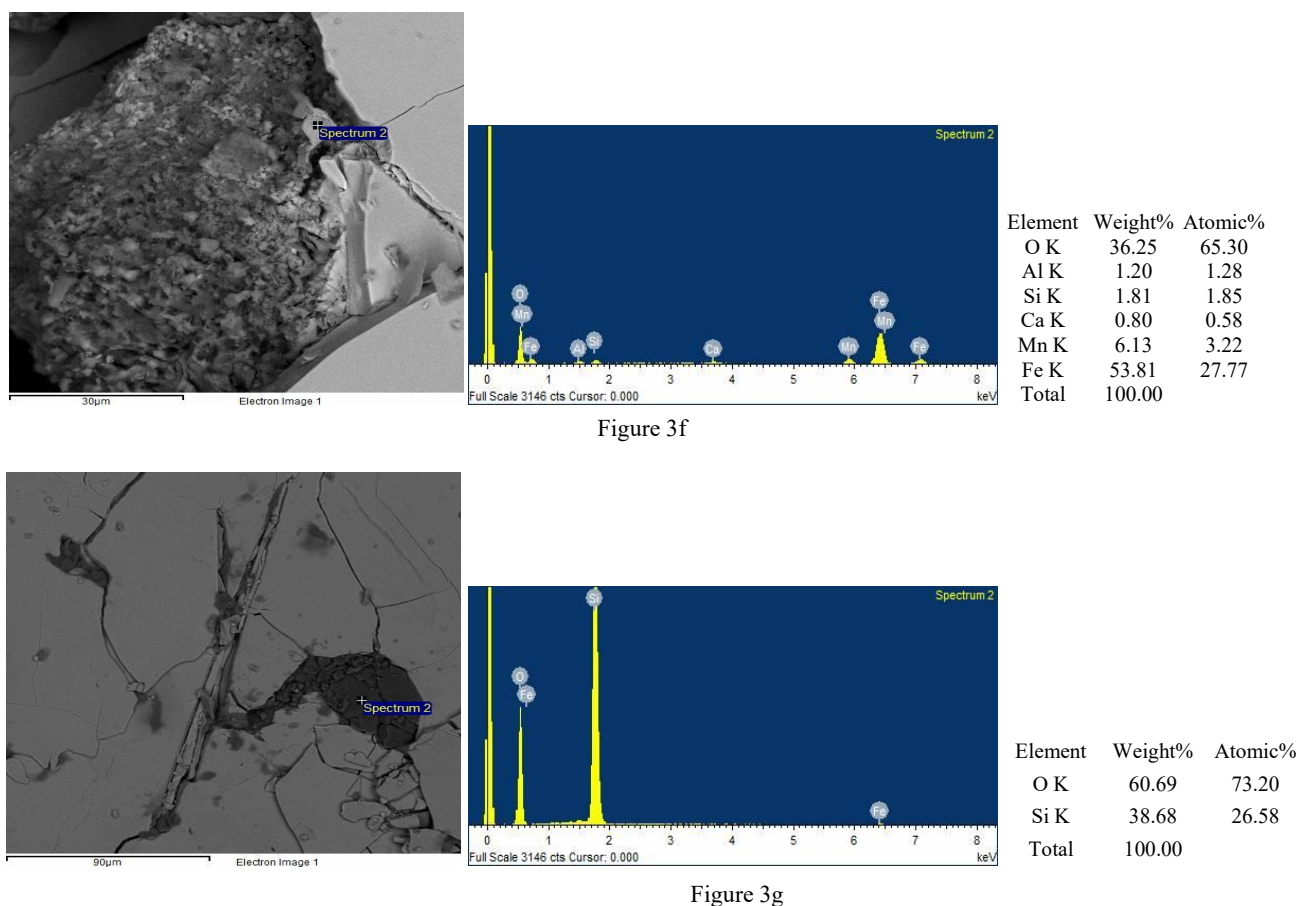 Spectrum 2
30µm Electron Image 1
Spectrum 2
O
Mn
Fe
Al
Si
Ca
Mn
Fe
Mn
Fe
0 1 2 3 4 5 6 7 8
Full Scale 3146 cts Cursor: 0.000 keV
Element Weight% Atomic%
O K 36.25 65.30
Al K 1.20 1.28
Si K 1.81 1.85
Ca K 0.80 0.58
Mn K 6.13 3.22
Fe K 53.81 27.77
Total 100.00
Figure 3f
Spectrum 2
90µm Electron Image 1
Spectrum 2
Si
O
Fe
Fe
0 1 2 3 4 5 6 7 8
Full Scale 3146 cts Cursor: 0.000 keV
Element Weight% Atomic%
O K 60.69 73.20
Si K 38.68 26.58
Total 100.00
Figure 3g